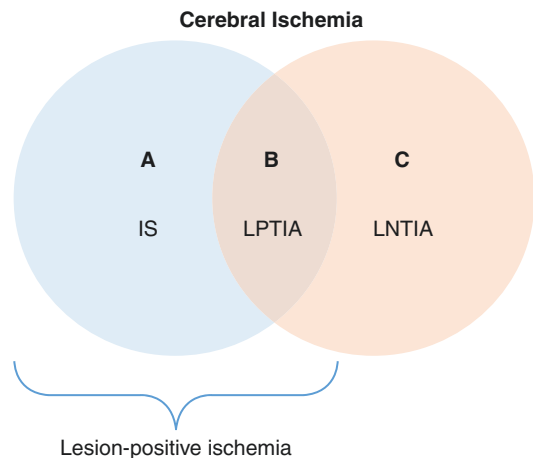 Cerebral Ischemia
A B C
IS LPTIA LNTIA
Lesion-positive ischemia